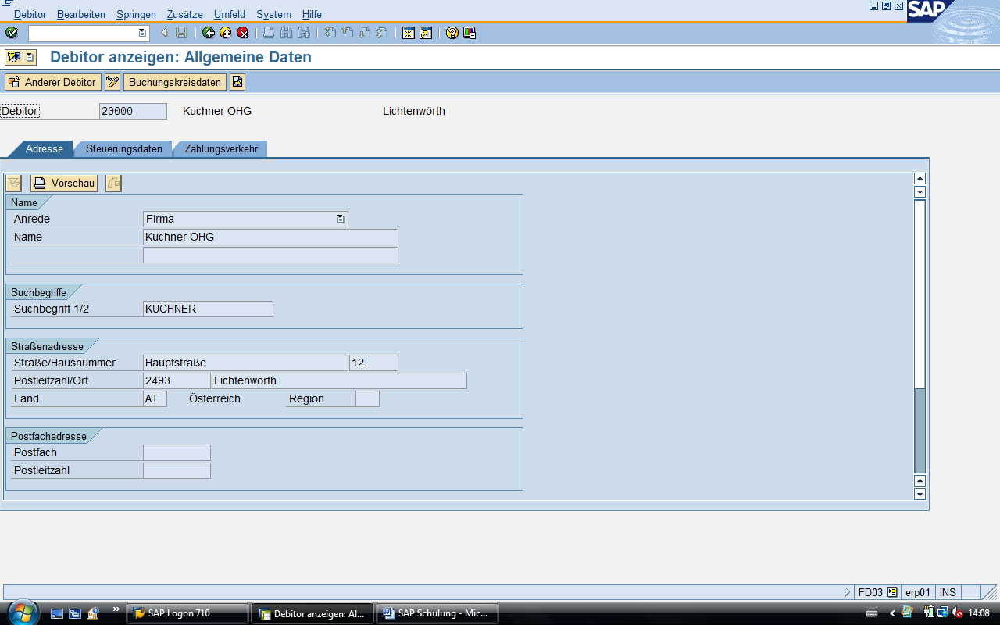 Debitor Bearbeiten Springen Zusätze Umfeld System Hilfe
SAP
Debitor anzeigen: Allgemeine Daten
Anderer Debitor Buchungskreisdaten
Debitor 20000 Kuchner OHG Lichtenwörth
Adresse Steuerungsdaten Zahlungsverkehr
Vorschau
Name
Anrede Firma
Name Kuchner OHG
Suchbegriffe
Suchbegriff 1/2 KUCHNER
Straßenadresse
Straße/Hausnummer Hauptstraße 12
Postleitzahl/Ort 2493 Lichtenwörth
Land AT Österreich Region
Postfachadresse
Postfach
Postleitzahl
FD03 erp01 INS
SAP Logon 710 Debitor anzeigen: Al... SAP Schulung - Mic... 14:08